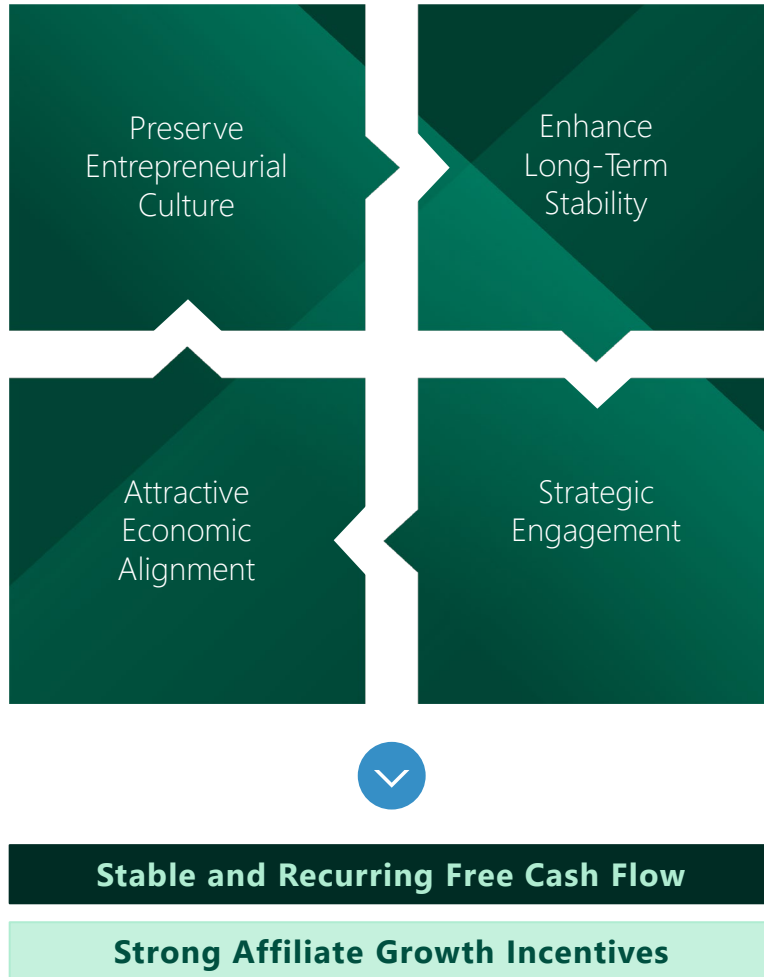 Preserve
Entrepreneurial
Culture
Enhance
Long-Term
Stability
Attractive
Economic
Alignment
Strategic
Engagement
Stable and Recurring Free Cash Flow
Strong Affiliate Growth Incentives